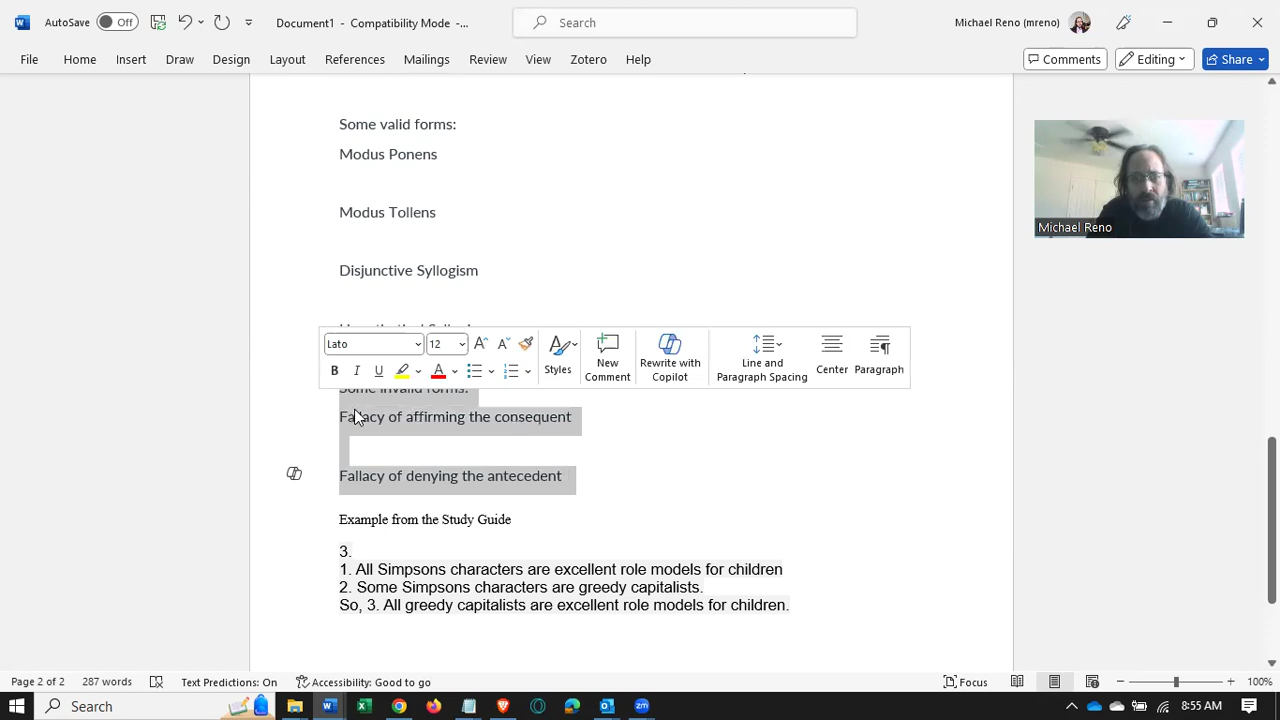 AutoSave Off Document1 - Compatibility Mode -... Search Michael Reno (mreno)
File Home Insert Draw Design Layout References Mailings Review View Zotero Help Comments Editing Share
Some valid forms:
Modus Ponens
Michael Reno
Modus Tollens
Disjunctive Syllogism
Lato 12 Styles New Comment Rewrite with Copilot Line and Paragraph Spacing Center Paragraph
B I U A
Some invalid forms:
Fallacy of affirming the consequent
Fallacy of denying the antecedent
Example from the Study Guide
3.
1. All Simpsons characters are excellent role models for children
2. Some Simpsons characters are greedy capitalists.
So, 3. All greedy capitalists are excellent role models for children.
Page 2 of 2 287 words Text Predictions: On Accessibility: Good to go Focus 100%
Search 8:55 AM